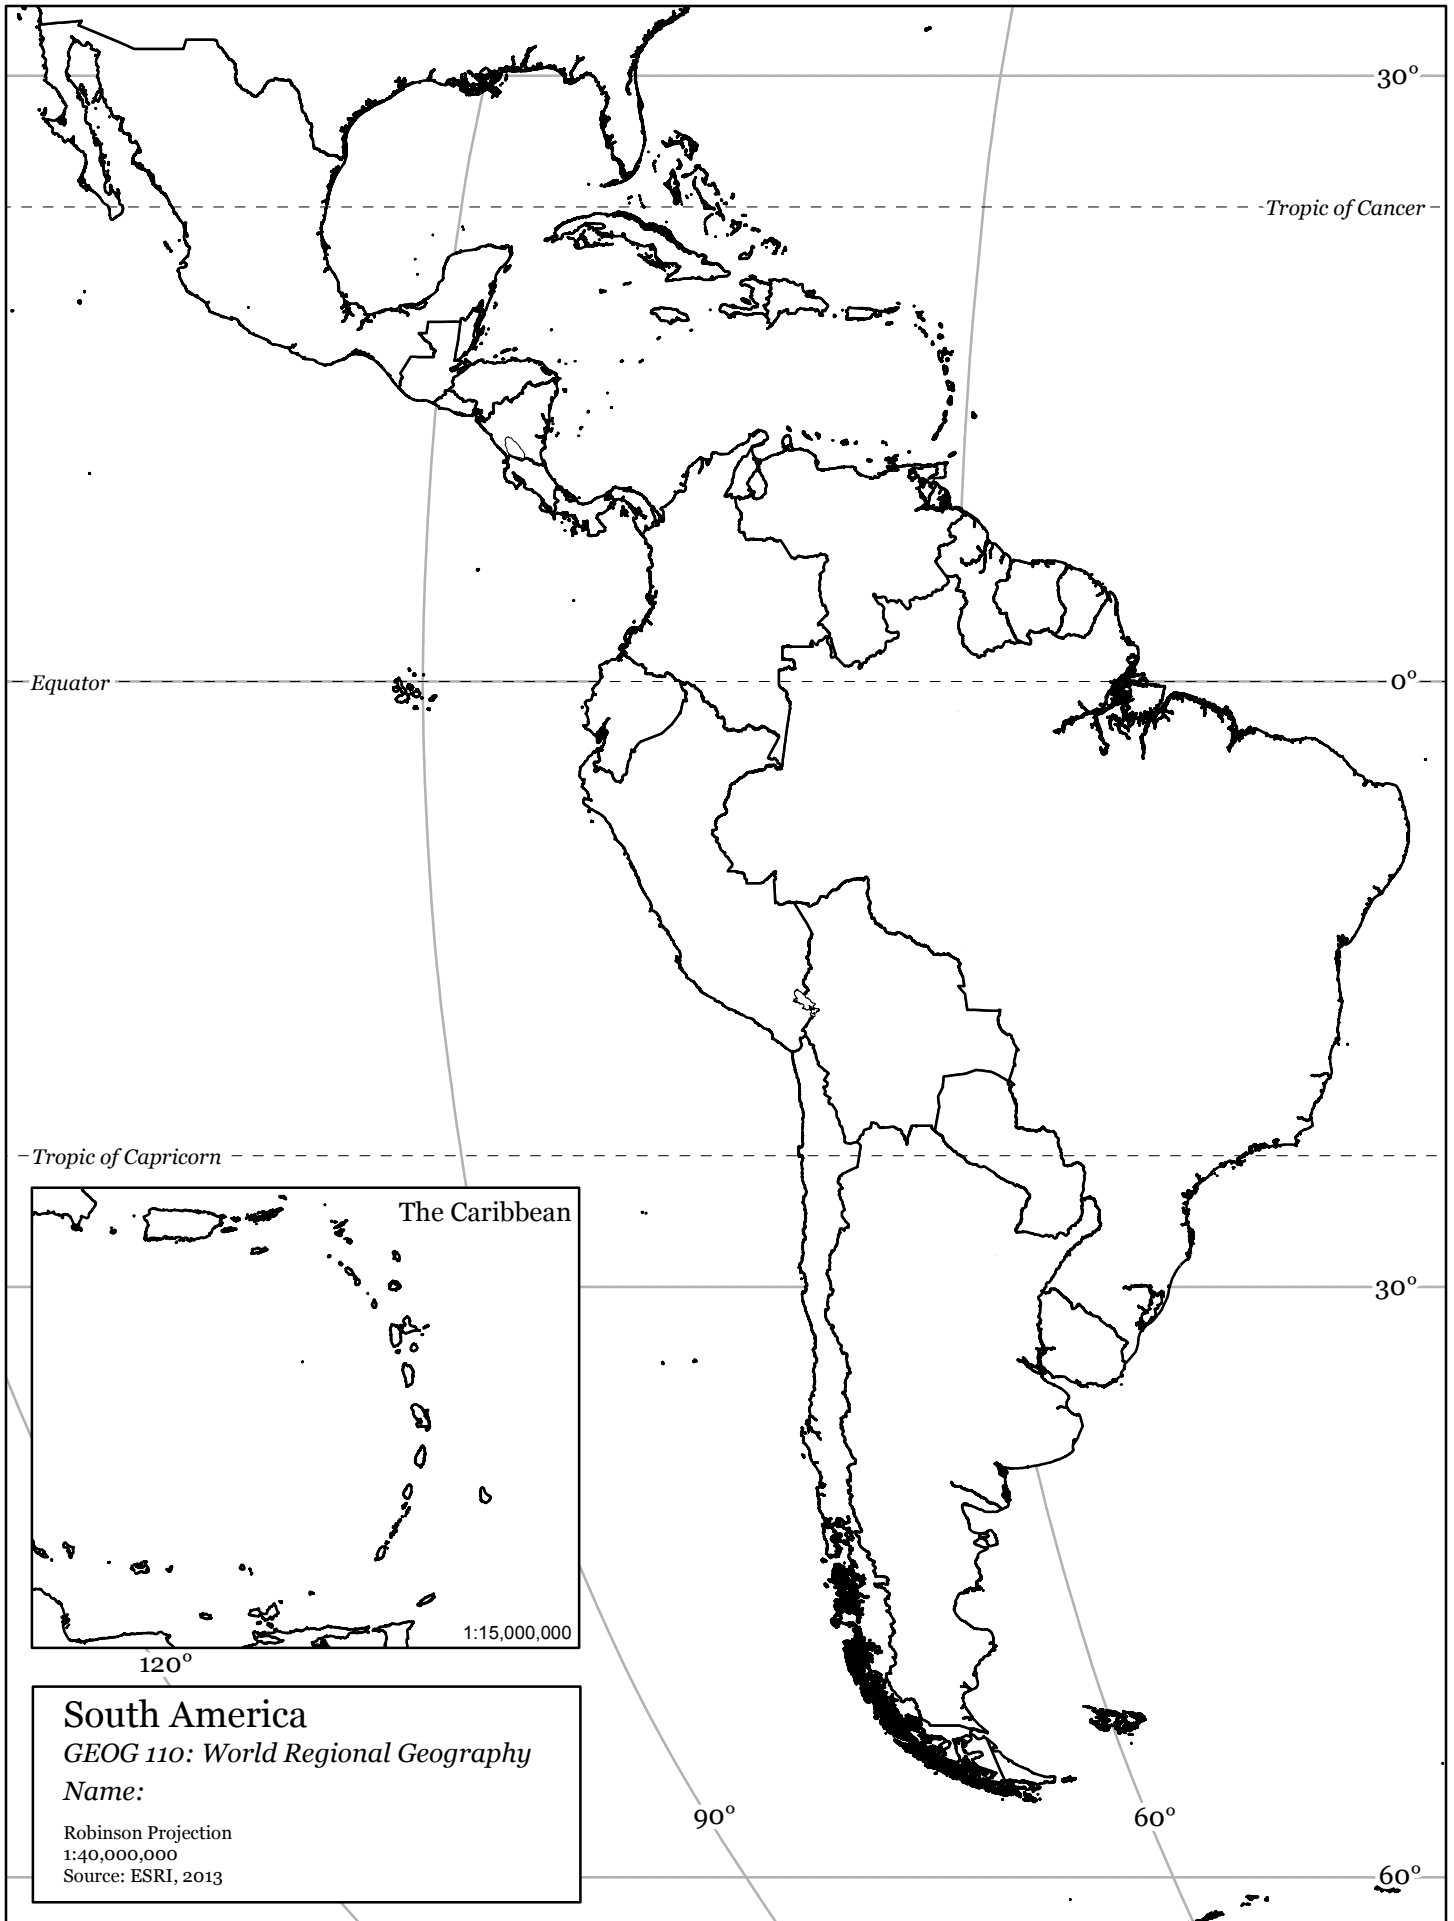 30°
Tropic of Cancer
Equator
0°
Tropic of Capricorn
The Caribbean
30°
1:15,000,000
120°
South America
GEOG 110: World Regional Geography
Name:
90°
60°
Robinson Projection
1:40,000,000
Source: ESRI, 2013
60°